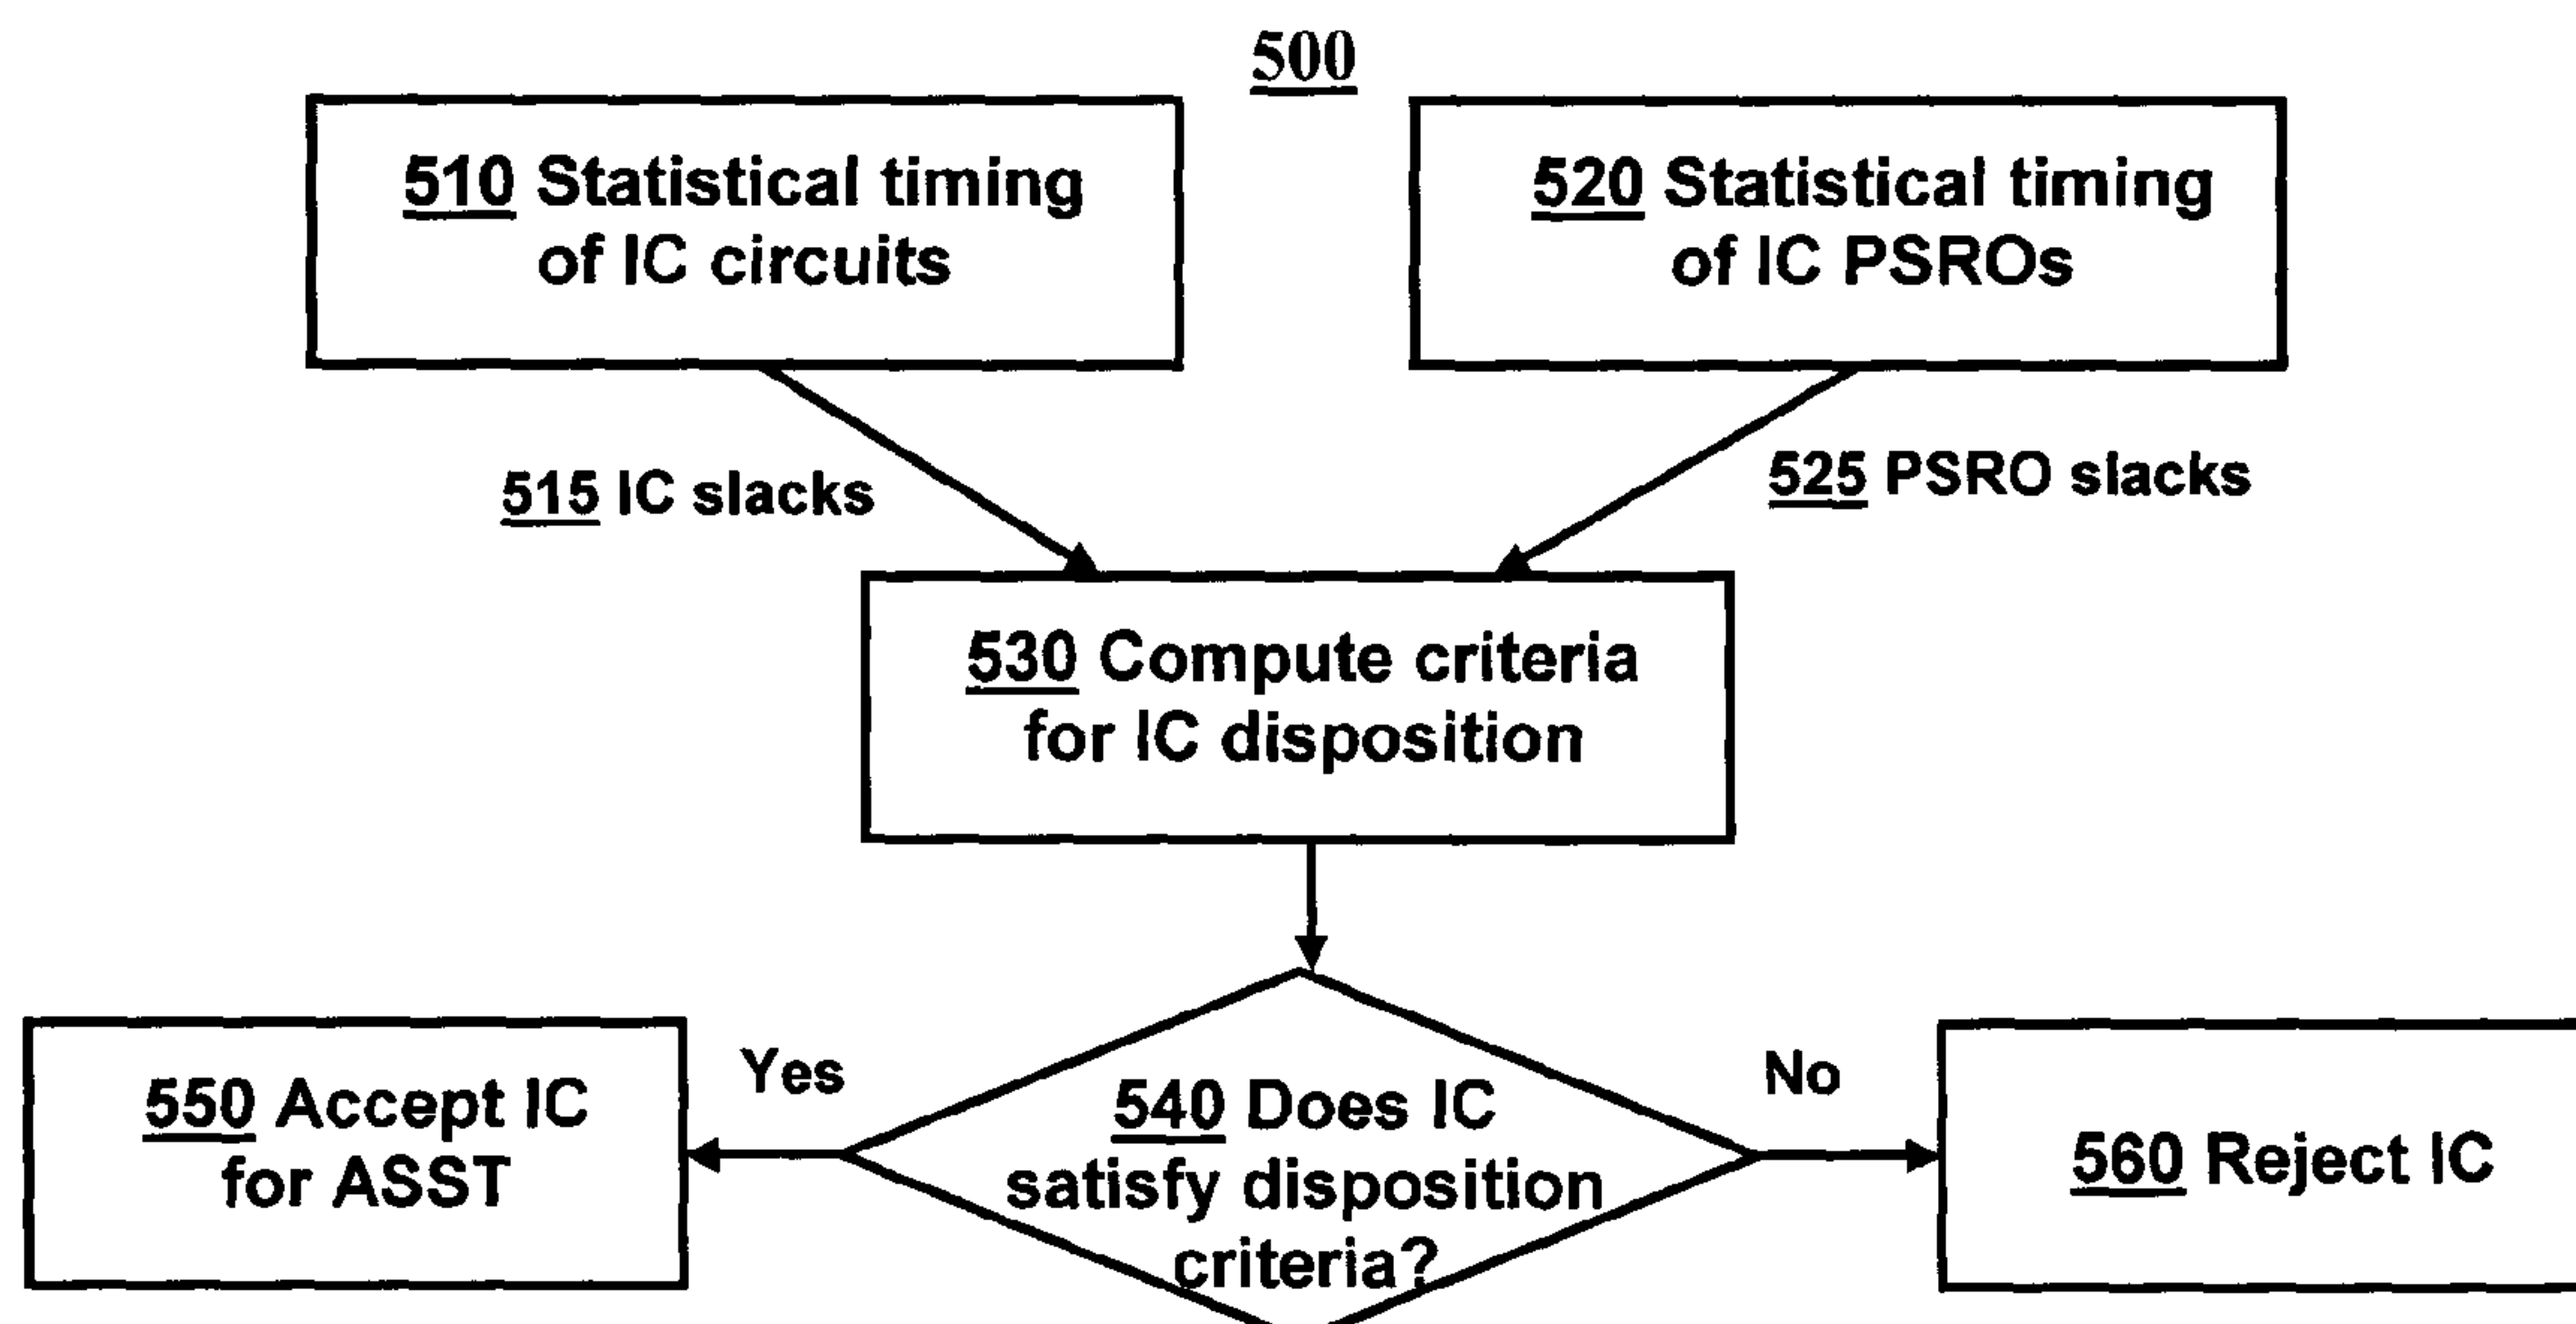 500
510 Statistical timing
of IC circuits
520 Statistical timing
of IC PSROs
515 IC slacks
525 PSRO slacks
530 Compute criteria
for IC disposition
Yes
No
550 Accept IC
for ASST
540 Does IC
satisfy disposition
criteria?
560 Reject IC